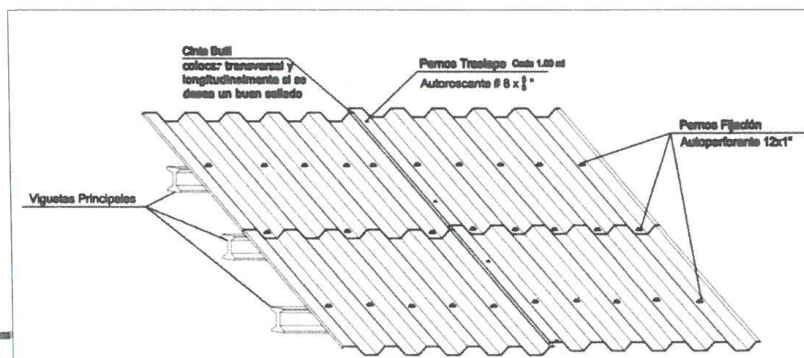 Cinta Butil
colocar transversal y
longitudinalmente si se
desea un buen sellado
Pernos Traslape Cada 1.00 ml
Autoroscante # 8 x "
Pernos Fijación
Autoperforante 12x1"
Viguetas Principales